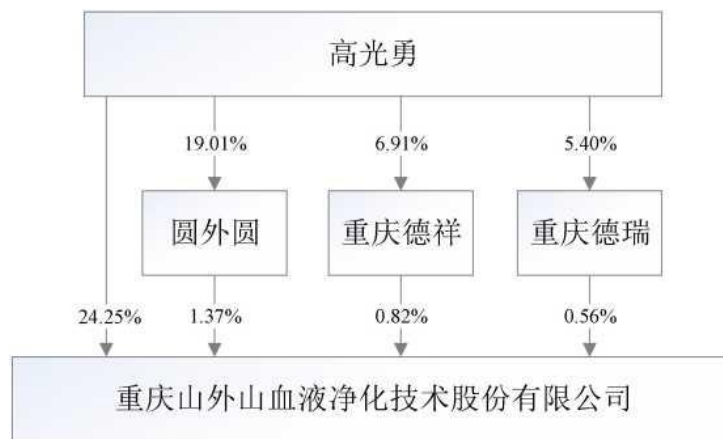 高光勇
19.01%
6.91%
5.40%
圆外圆
重庆德祥
重庆德瑞
24.25%
1.37%
0.82%
0.56%
重庆山外山血液净化技术股份有限公司